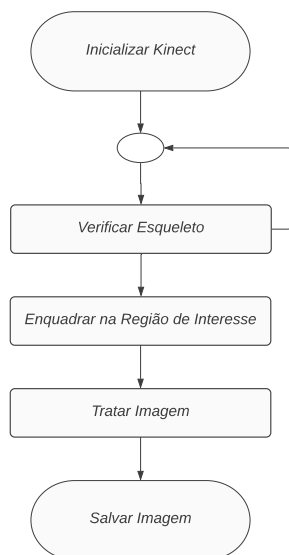 Inicializar Kinect
Verificar Esqueleto
Enquadrar na Região de Interesse
Tratar Imagem
Salvar Imagem